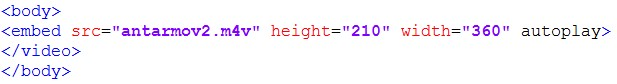 <body>
<embed src="antarmov2.m4v" height="210" width="360" autoplay>
</video>
</body>